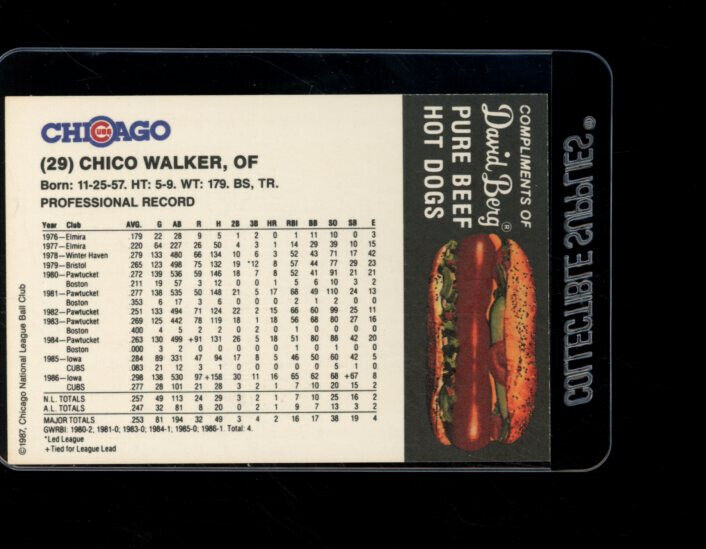 CHICAGO
CUBS
(29) CHICO WALKER, OF
Born: 11-25-57. HT: 5-9. WT: 179. BS, TR.
PROFESSIONAL RECORD
Year Club AVG. G AB R H 2B 3B HR RBI BB SO SB E
1976—Elmira .179 22 28 9 5 1 2 0 1 11 10 0 3
1977—Elmira .220 64 227 26 50 4 3 1 14 29 39 10 15
1978—Winter Haven .279 133 480 66 134 10 6 3 52 43 71 17 42
1979—Bristol .265 123 498 75 132 19 *12 8 57 44 77 29 23
1980—Pawtucket .272 139 536 59 146 18 7 8 52 41 91 21 21
Boston .211 19 57 3 12 0 0 1 5 6 10 3 2
1981—Pawtucket .277 138 535 50 148 21 5 17 68 49 110 24 13
Boston .353 6 17 3 6 0 0 0 2 1 2 0 0
1982—Pawtucket .251 133 494 71 124 22 2 15 66 60 99 25 11
1983—Pawtucket .269 125 442 78 119 18 1 18 56 68 80 27 16
Boston .400 4 5 2 2 0 2 0 1 0 0 0 0
1984—Pawtucket .263 130 499 +91 131 26 5 18 51 80 88 42 20
Boston .000 3 2 0 0 0 0 0 1 0 1 0 0
1985—Iowa .284 89 331 47 94 17 8 5 46 50 60 42 5
CUBS .083 21 12 3 1 0 0 0 0 0 5 1 0
1986—Iowa .298 138 530 97 +158 30 11 16 65 62 68 +67 8
CUBS .277 28 101 21 28 3 2 1 7 10 20 15 2
N.L. TOTALS .257 49 113 24 29 3 2 1 7 10 25 16 2
A.L. TOTALS .247 32 81 8 20 0 2 1 9 7 13 3 2
MAJOR TOTALS .253 81 194 32 49 3 4 2 16 17 38 19 4
GWRBI: 1980-2, 1981-0; 1983-0; 1984-1; 1985-0; 1986-1. Total: 4.
*Led League
+Tied for League Lead
©1987, Chicago National League Ball Club
COMPLIMENTS OF
David Berg®
PURE BEEF
HOT DOGS
COLLECTIBLE SUPPLIES®